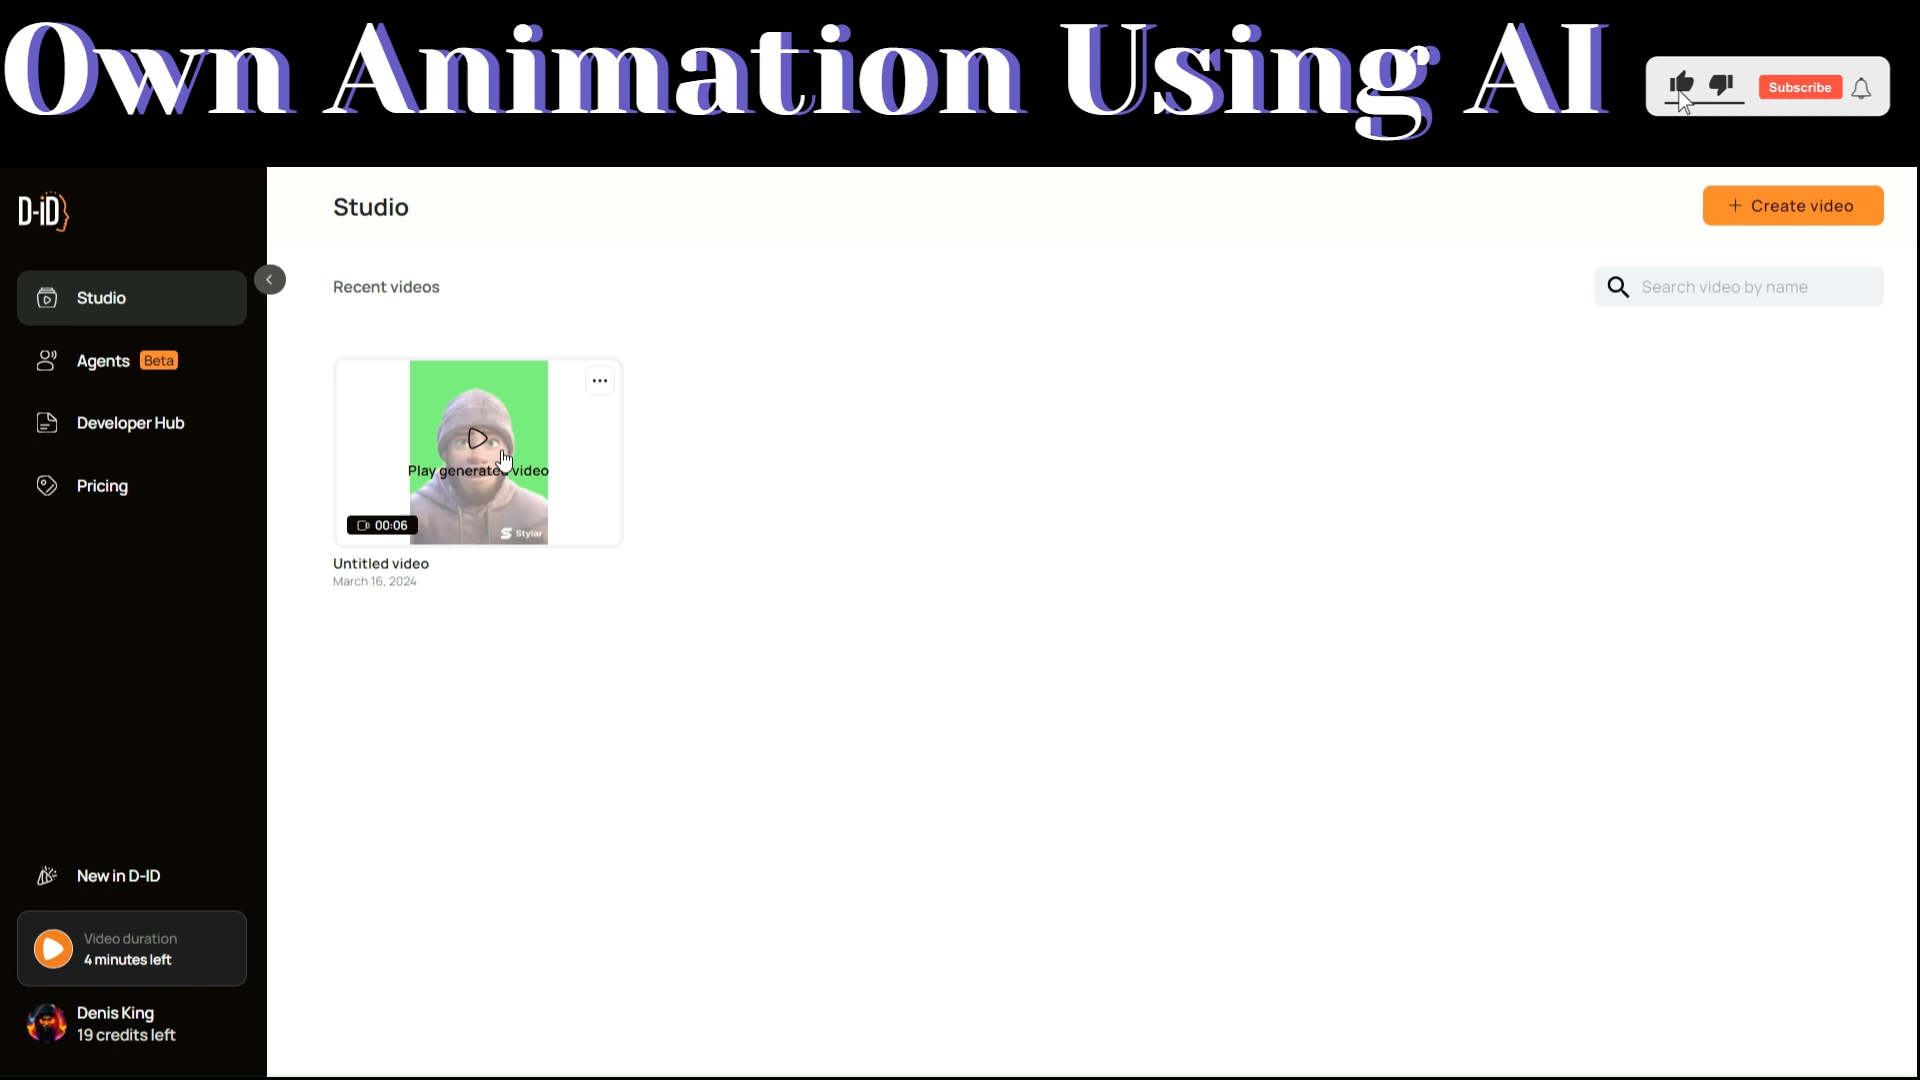 Own Animation Using AI
Subscribe
D-iD
Studio
+ Create video
Studio
Recent videos
Search video by name
Agents Beta
Developer Hub
Pricing
Play generated video
00:06
Stylar
Untitled video
March 16, 2024
New in D-ID
Video duration
4 minutes left
Denis King
19 credits left